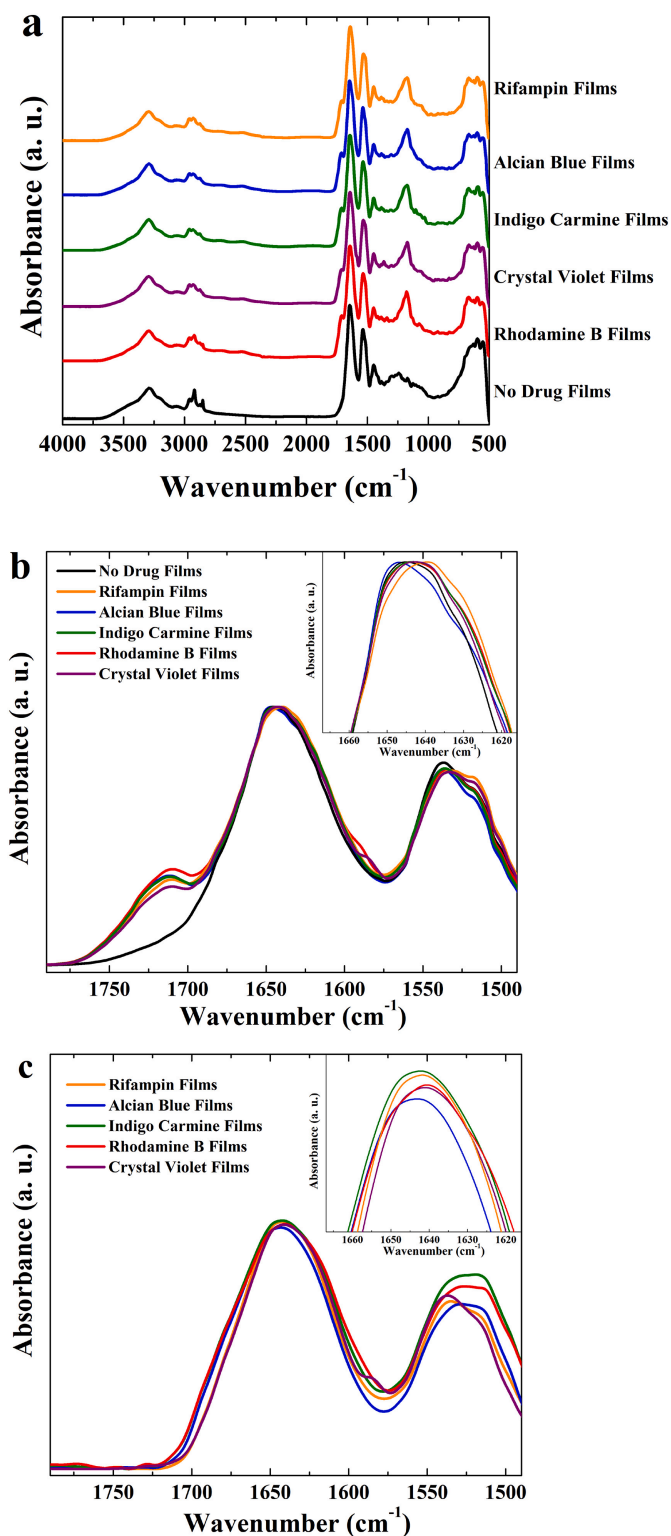 a
Absorbance (a. u.)
Rifampin Films
Alcian Blue Films
Indigo Carmine Films
Crystal Violet Films
Rhodamine B Films
No Drug Films
4000 3500 3000 2500 2000 1500 1000 500
Wavenumber (cm-1)
b
Absorbance (a. u.)
No Drug Films
Rifampin Films
Alcian Blue Films
Indigo Carmine Films
Rhodamine B Films
Crystal Violet Films
Absorbance (a. u.)
1660 1650 1640 1630 1620
Wavenumber (cm-1)
1750 1700 1650 1600 1550 1500
Wavenumber (cm-1)
c
Absorbance (a. u.)
Rifampin Films
Alcian Blue Films
Indigo Carmine Films
Rhodamine B Films
Crystal Violet Films
Absorbance (a. u.)
1660 1650 1640 1630 1620
Wavenumber (cm-1)
1750 1700 1650 1600 1550 1500
Wavenumber (cm-1)